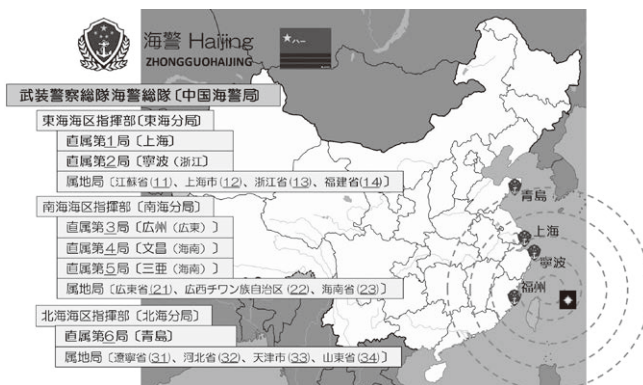 海警 Haijing
ZHONGGUOHAIJING
武装警察総隊海警総隊〔中国海警局〕
東海海区指揮部〔東海分局〕
直属第1局〔上海〕
直属第2局〔寧波（浙江）〕
属地局〔江蘇省(11)、上海市(12)、浙江省(13)、福建省(14)〕
南海海区指揮部〔南海分局〕
直属第3局〔広州（広東）〕
直属第4局〔文昌（海南）〕
直属第5局〔三亜（海南）〕
属地局〔広東省(21)、広西チワン族自治区(22)、海南省(23)〕
北海海区指揮部〔北海分局〕
直属第6局〔青島〕
属地局〔遼寧省(31)、河北省(32)、天津市(33)、山東省(34)〕
青島
上海
寧波
福州